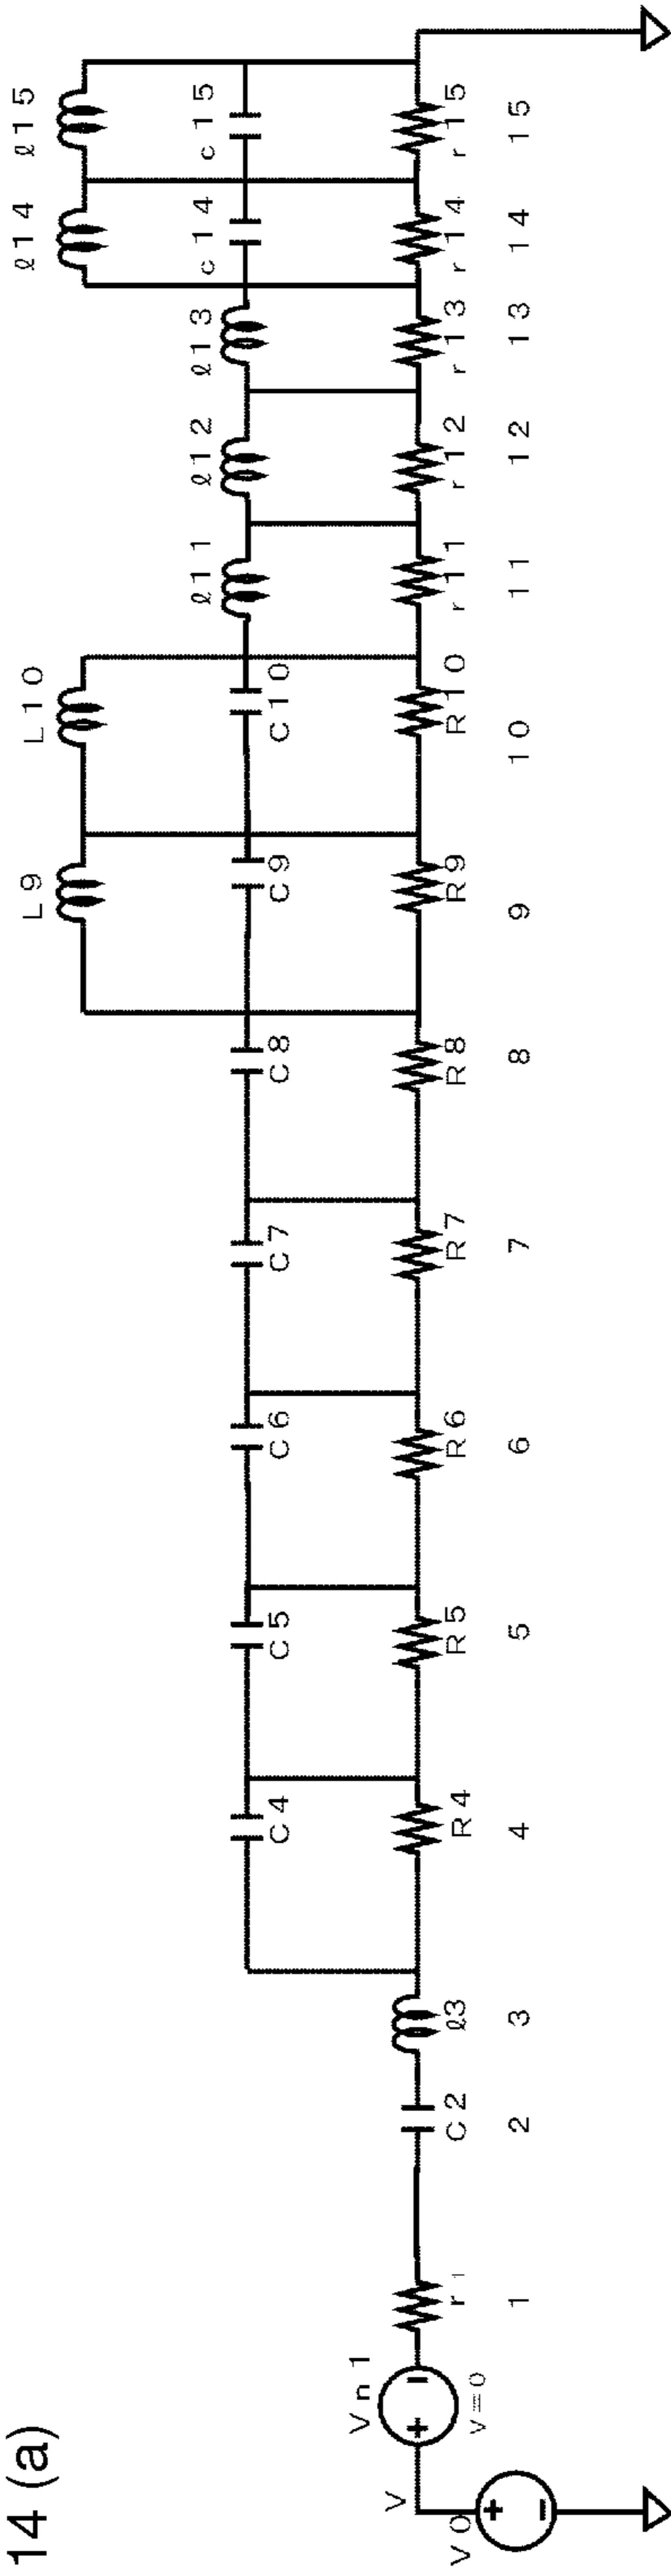 14 (a)
ℓ14 ℓ15
L9 L10
ℓ11 ℓ12 ℓ13 c14 c15
C4 C5 C6 C7 C8 C9 C10
V Vn1
V0 + − + −
V=0
r1 C2 ℓ3 R4 R5 R6 R7 R8 R9 R10 r11 r12 r13 r14 r15
1 2 3 4 5 6 7 8 9 10 11 12 13 14 15